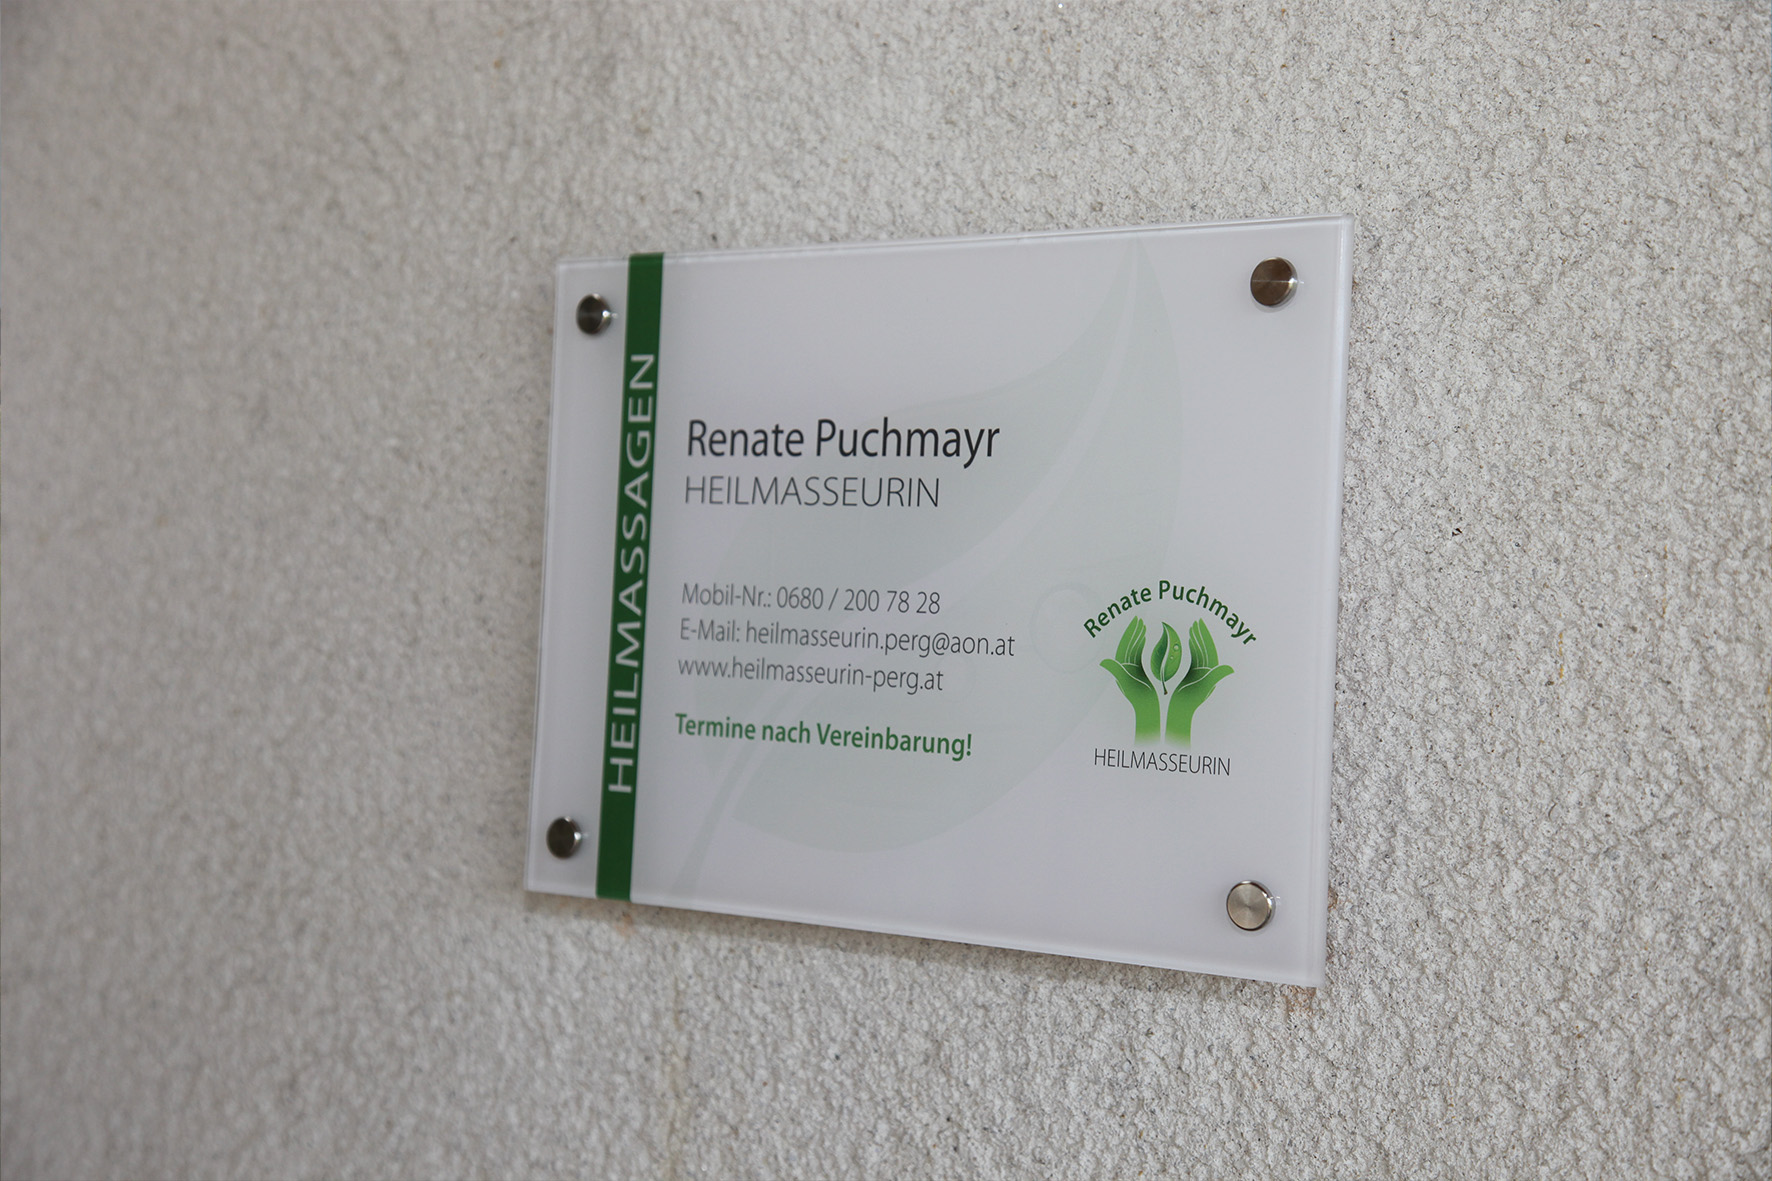 HEILMASSAGEN
Renate Puchmayr
HEILMASSEURIN
Mobil-Nr.: 0680 / 200 78 28
E-Mail: heilmasseurin.perg@aon.at
www.heilmasseurin-perg.at
Termine nach Vereinbarung!
Renate Puchmayr
HEILMASSEURIN